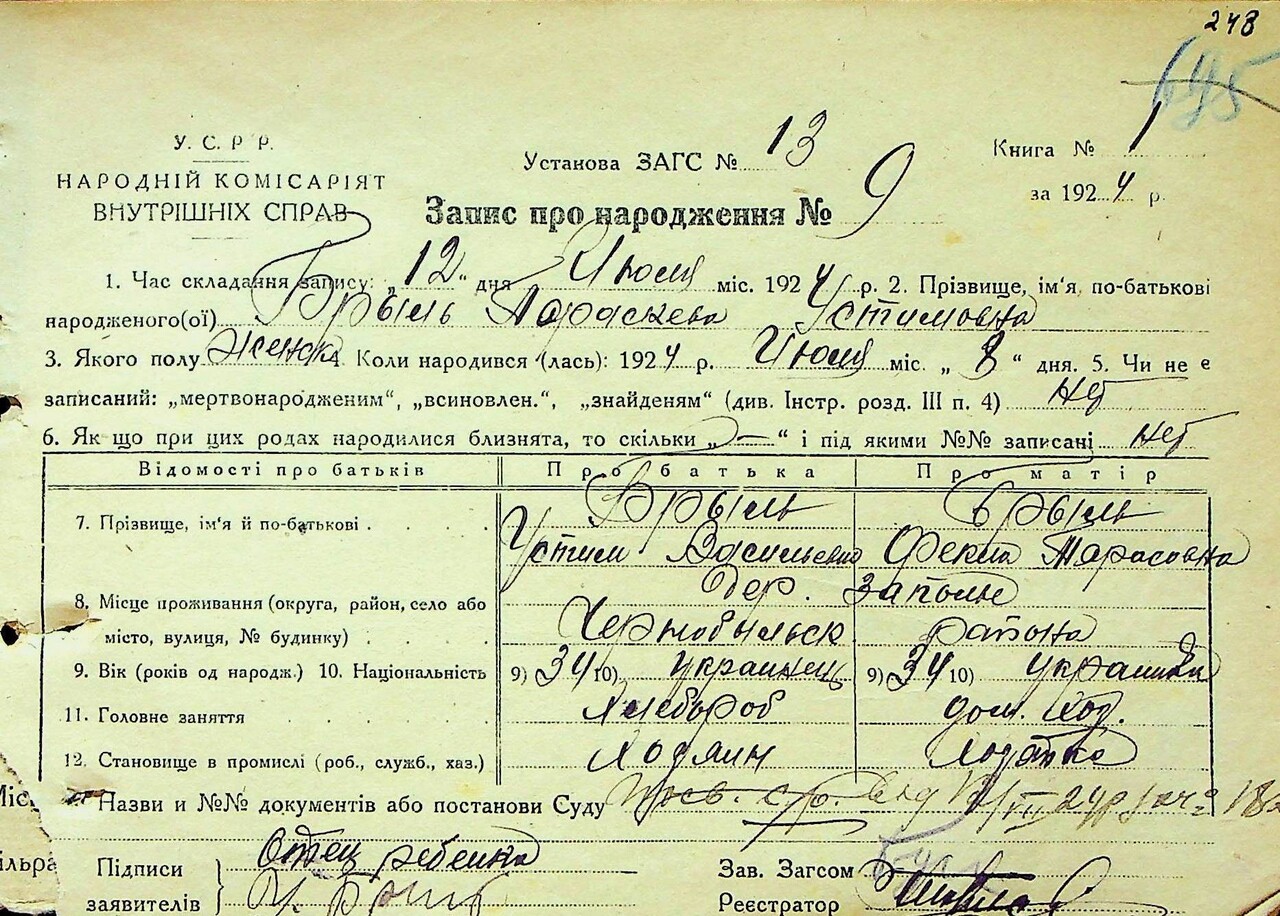 248
695
У. С. Р Р.
НАРОДНІЙ КОМІСАРІЯТ
ВНУТРІШНІХ СПРАВ
Установа ЗАГС № 13
Книга № 1
за 1924 р.
Запис про народження № 9
1. Час складання запису: „12“ дня Июля міс. 1924 р. 2. Прізвище, ім'я, по-батькові
народженого(ої) Брыль Параскева Устимовна
3. Якого полу женск. 4 Коли народився (лась): 1924 р. Июля міс. „8“ дня. 5. Чи не є
записаний: „мертвонародженим“, „всиновлен.“, „знайденям“ (див. Інстр. розд. III п. 4) нет
6. Як що при цих родах народилися близнята, то скільки „—“ і під якими №№ записані нет
Відомості про батьків Про батька Про матір
7. Прізвище, ім'я й по-батькові . . . . Брыль Брыль
Устим Васильевич Фекла Тарасовна
8. Місце проживання (округа, район, село або Дер. Заполье
місто, вулиця, № будинку) . . . . Чернобыльск района
9. Вік (років од народж.) 10. Національність 9) 34 10) украинец 9) 34 10) украинка
11. Головне заняття . . . . . Хлебороб дом. хоз.
12. Становище в промислі (роб., служб., хаз.) Хозяин Хозяйка
Назви и №№ документів або постанови Суду
Міс
ільра
Підписи Отец ребенка
заявителів
Зав. Загсом
Реєстратор